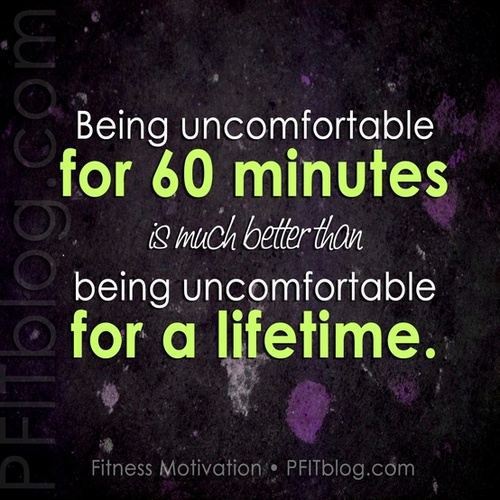 Being uncomfortable
for 60 minutes
is much better than
being uncomfortable
for a lifetime.
Fitness Motivation • PFITblog.com
PFITblog.com